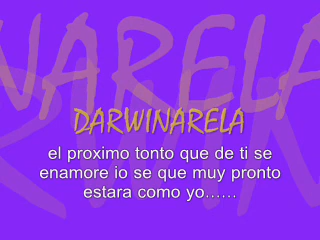 DARWINARELA
el proximo tonto que de ti se
enamore io se que muy pronto
estara como yo......